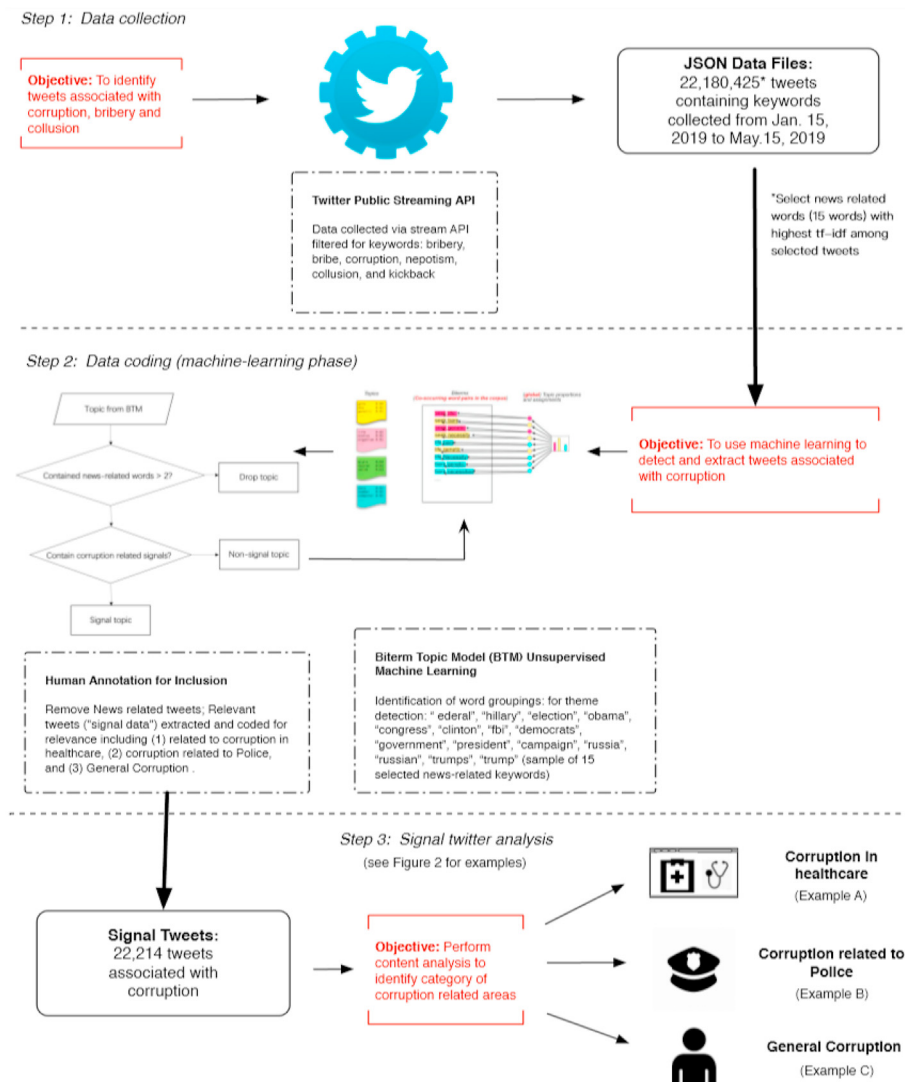 Step 1: Data collection
Objective: To identify
tweets associated with
corruption, bribery and
collusion
JSON Data Files:
22,180,425* tweets
containing keywords
collected from Jan. 15,
2019 to May.15, 2019
Twitter Public Streaming API
Data collected via stream API
filtered for keywords: bribery,
bribe, corruption, nepotism,
collusion, and kickback
*Select news related
words (15 words) with
highest tf-idf among
selected tweets
Step 2: Data coding (machine-learning phase)
Topic from BTM
Contained news-related words > 2?
Drop topic
Contain corruption related signals?
Non-signal topic
Signal topic
Topics
Biterms
(Co-occurring word pairs in the corpus)
Objective: To use machine learning to
detect and extract tweets associated
with corruption
Human Annotation for Inclusion
Remove News related tweets; Relevant
tweets ("signal data") extracted and coded for
relevance including (1) related to corruption in
healthcare, (2) corruption related to Police,
and (3) General Corruption .
Biterm Topic Model (BTM) Unsupervised
Machine Learning
Identification of word groupings: for theme
detection: " ederal", "hillary", "election", "obama",
"congress", "clinton", "fbi", "democrats",
"government", "president", "campaign", "russia",
"russian", "trumps", "trump" (sample of 15
selected news-related keywords)
Step 3: Signal twitter analysis
(see Figure 2 for examples)
Signal Tweets:
22,214 tweets
associated with
corruption
Objective: Perform
content analysis to
identify category of
corruption related areas
Corruption in
healthcare
(Example A)
Corruption related to
Police
(Example B)
General Corruption
(Example C)